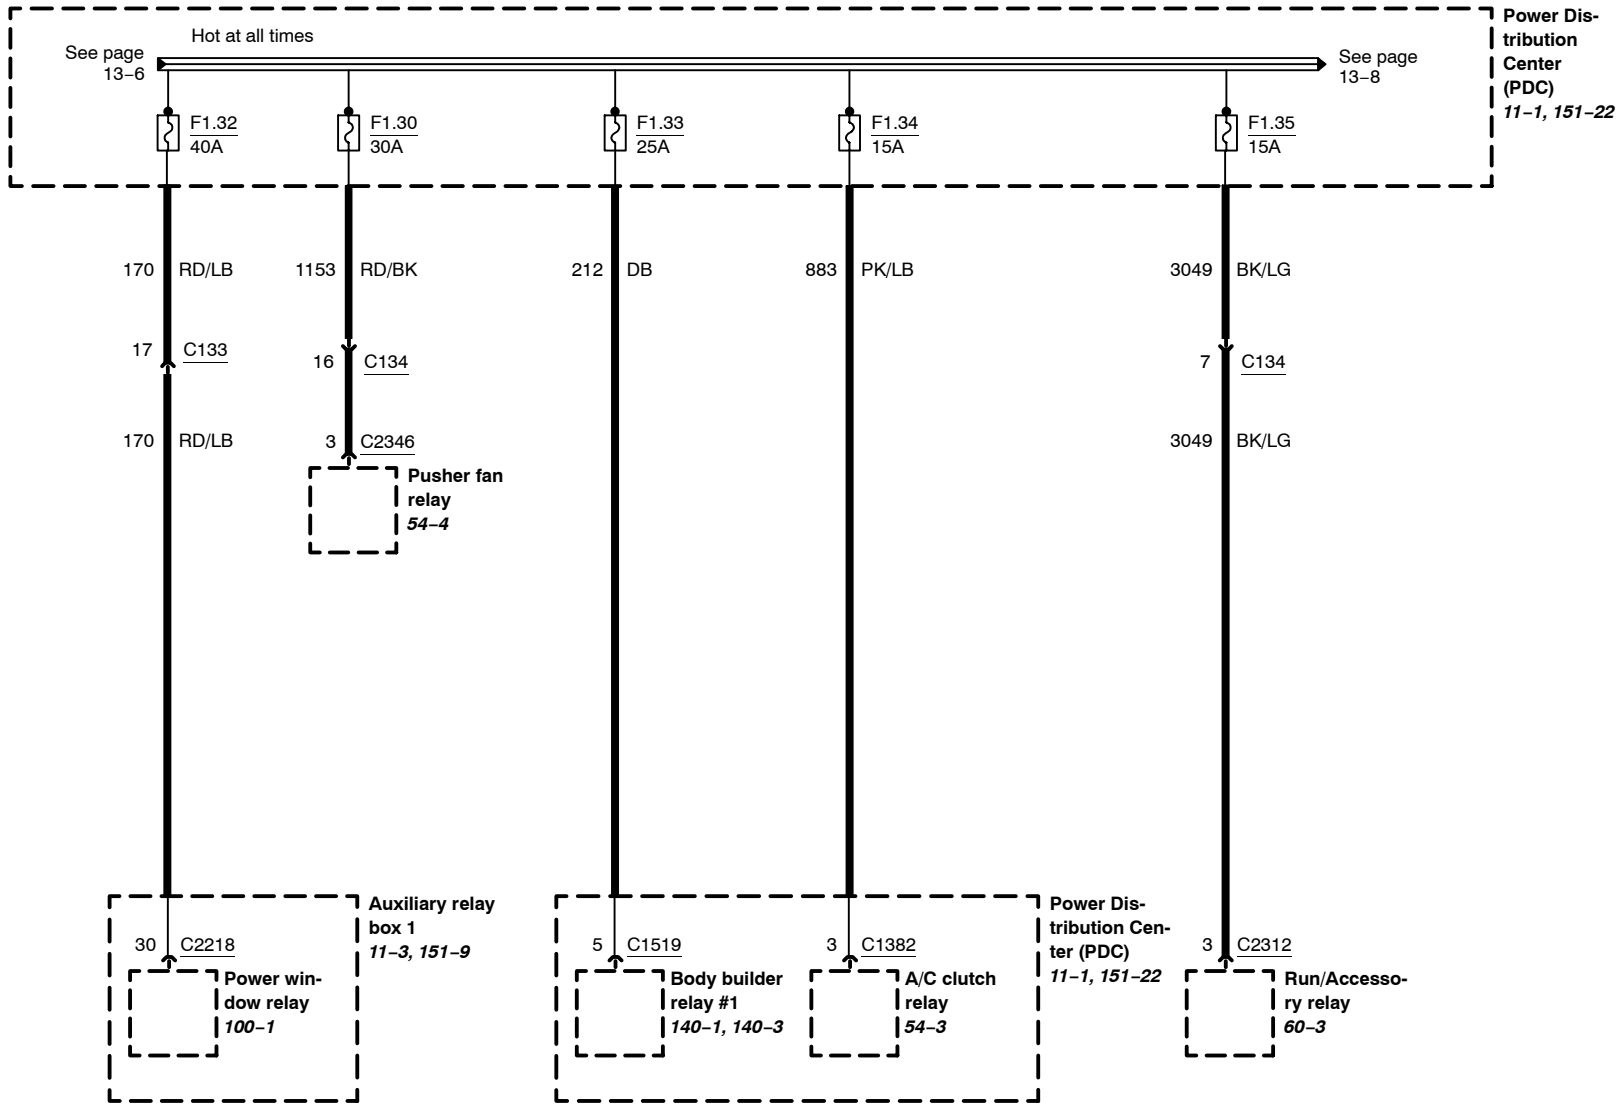 Hot at all times
See page
13–6
See page
13–8
Power Dis-
tribution
Center
(PDC)
11–1, 151–22
F1.32
40A
F1.30
30A
F1.33
25A
F1.34
15A
F1.35
15A
170 RD/LB
1153 RD/BK
212 DB
883 PK/LB
3049 BK/LG
17 C133
16 C134
7 C134
170 RD/LB
3 C2346
3049 BK/LG
Pusher fan
relay
54–4
Auxiliary relay
box 1
11–3, 151–9
30 C2218
Power win-
dow relay
100–1
5 C1519
Body builder
relay #1
140–1, 140–3
3 C1382
A/C clutch
relay
54–3
Power Dis-
tribution Cen-
ter (PDC)
11–1, 151–22
3 C2312
Run/Accesso-
ry relay
60–3